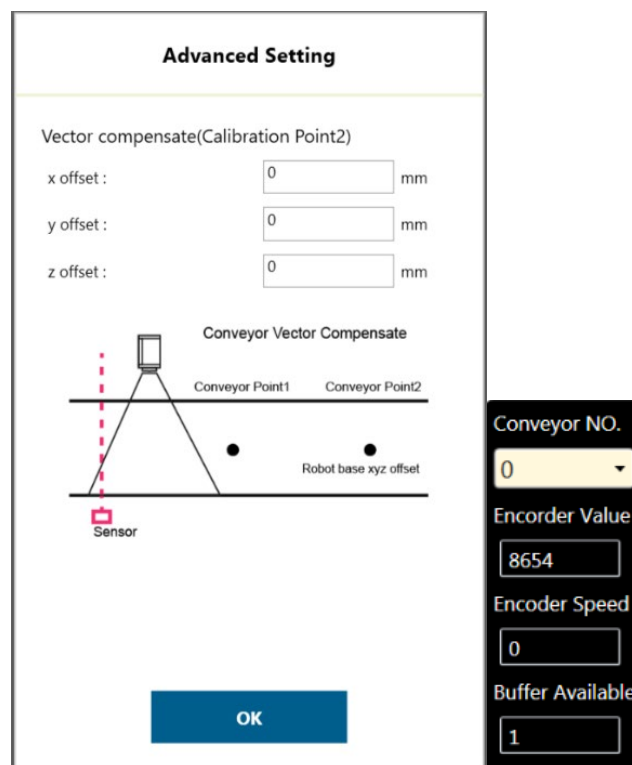 Advanced Setting
Vector compensate(Calibration Point2)
x offset : 0 mm
y offset : 0 mm
z offset : 0 mm
Conveyor Vector Compensate
Conveyor Point1 Conveyor Point2
Robot base xyz offset
Sensor
OK
Conveyor NO.
0
Encorder Value
8654
Encoder Speed
0
Buffer Available
1